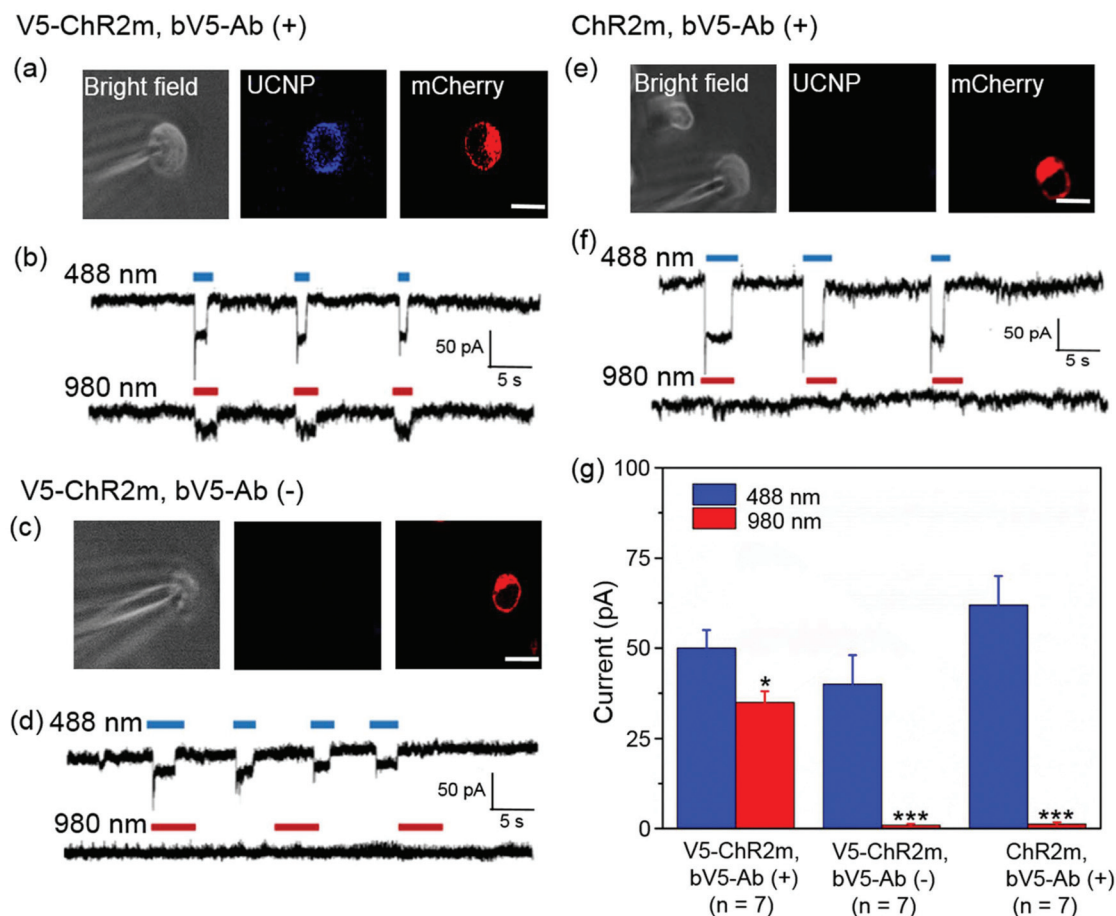 V5-ChR2m, bV5-Ab (+)
(a)
Bright field
UCNP
mCherry
(b)
488 nm
50 pA
5 s
980 nm
V5-ChR2m, bV5-Ab (-)
(c)
(d)
488 nm
50 pA
5 s
980 nm
ChR2m, bV5-Ab (+)
(e)
Bright field
UCNP
mCherry
(f)
488 nm
50 pA
5 s
980 nm
(g)
100
75
50
25
0
Current (pA)
488 nm
980 nm
*
***
***
V5-ChR2m,
bV5-Ab (+)
(n = 7)
V5-ChR2m,
bV5-Ab (-)
(n = 7)
ChR2m,
bV5-Ab (+)
(n = 7)